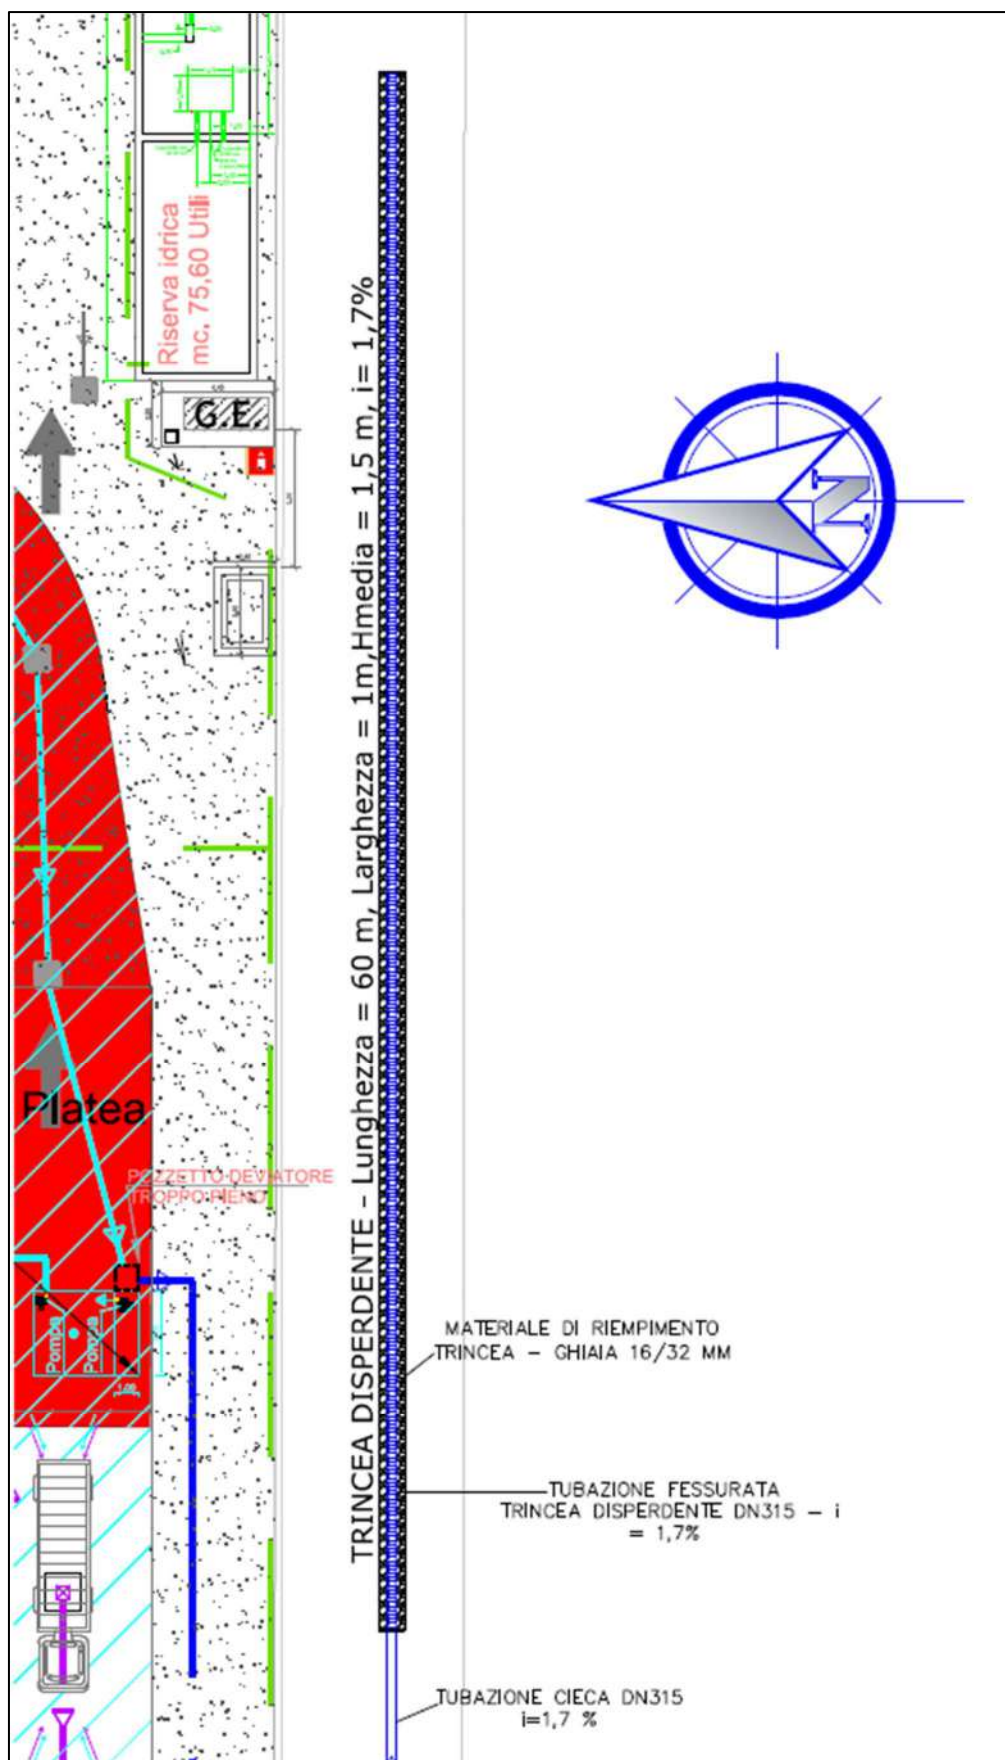 Riserva idrica
mc. 75,60 Utili
G.E.
TRINCEA DISPERDENTE - Lunghezza = 60 m, Larghezza = 1m,Hmedia = 1,5 m, i= 1,7%
N
Platea
POZZETTO DEVIATORE
TROPPO PIENO
Pompa
Pompa
1.00
MATERIALE DI RIEMPIMENTO
TRINCEA - GHIAIA 16/32 MM
TUBAZIONE FESSURATA
TRINCEA DISPERDENTE DN315 - i
= 1,7%
TUBAZIONE CIECA DN315
i=1,7 %